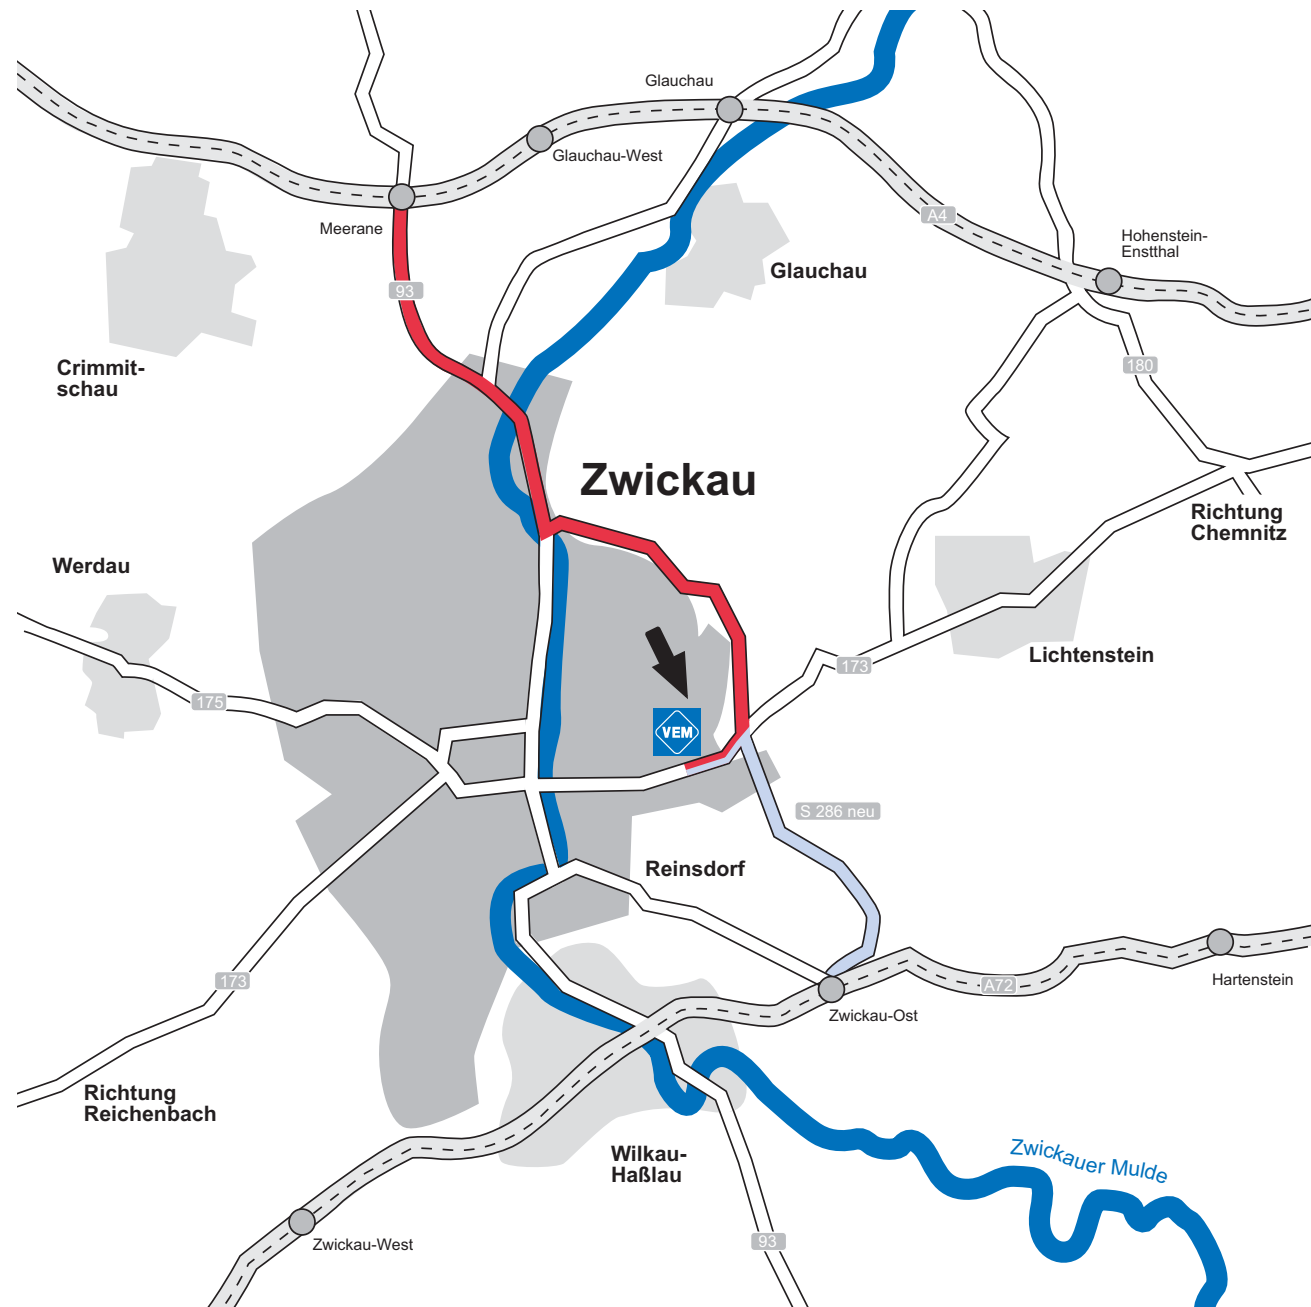 Glauchau
Glauchau-West
Meerane
A4
Hohenstein-
Enstthal
Glauchau
93
Crimmit-
schau
180
Zwickau
Richtung
Chemnitz
Werdau
Lichtenstein
173
175
VEM
S 286 neu
Reinsdorf
173
A72
Hartenstein
Zwickau-Ost
Richtung
Reichenbach
Wilkau-
Haßlau
Zwickauer Mulde
Zwickau-West
93